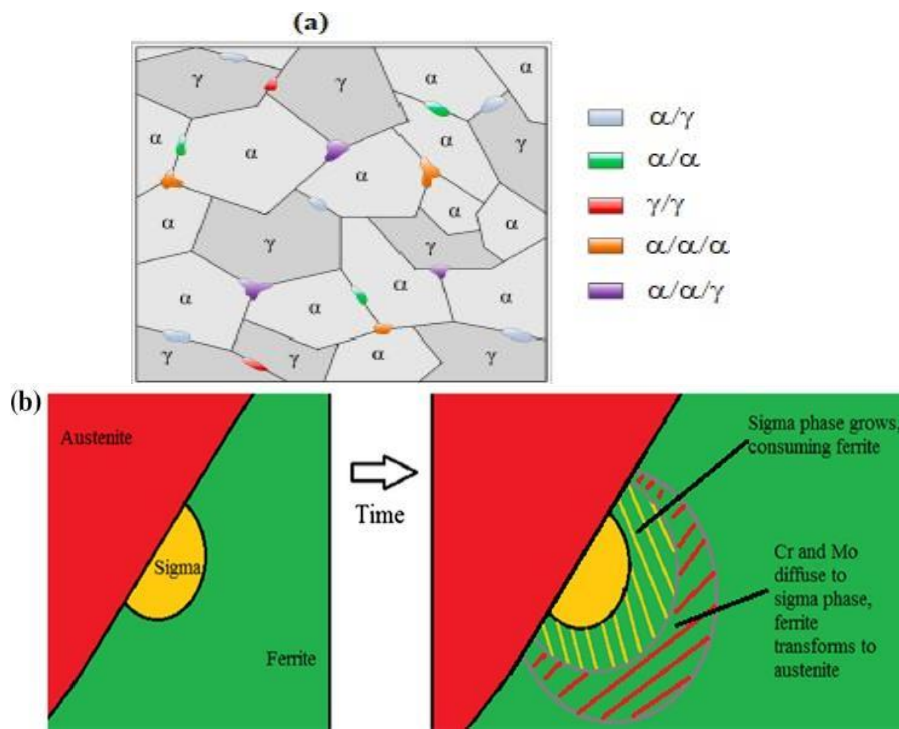 (a)
α
γ
γ
α
α/γ
α
α
α
γ
α/α
α
α
γ/γ
α
γ
γ
α
α/α/α
α
α
α
α/α/γ
γ
γ
α
γ
(b)
Austenite
Sigma
Ferrite
Time
Sigma phase grows,
consuming ferrite
Cr and Mo
diffuse to
sigma phase,
ferrite
transforms to
austenite